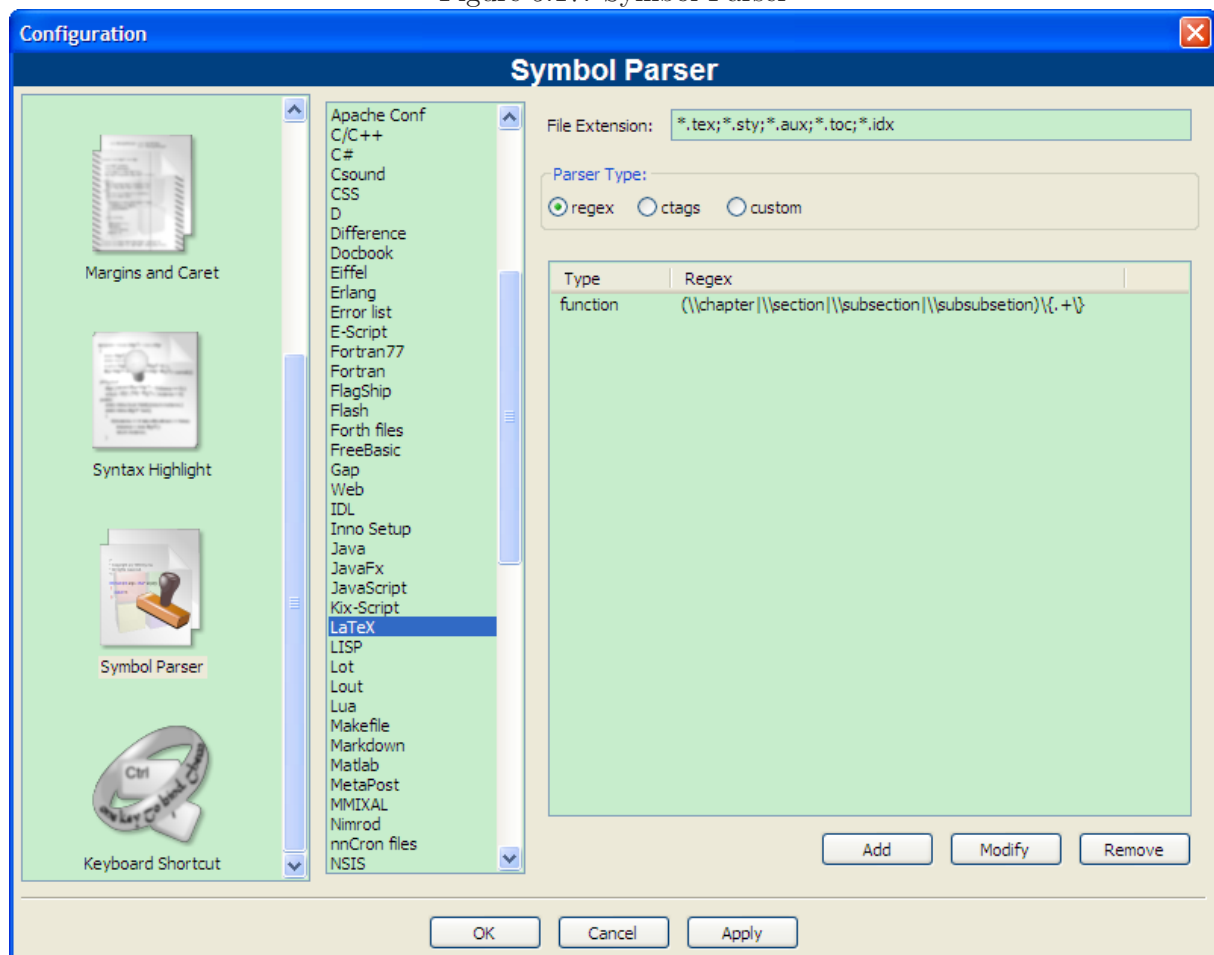 Configuration
Symbol Parser
Margins and Caret
Syntax Highlight
Symbol Parser
Ctrl
Keyboard Shortcut
Apache Conf
C/C++
C#
Csound
CSS
D
Difference
Docbook
Eiffel
Erlang
Error list
E-Script
Fortran77
Fortran
FlagShip
Flash
Forth files
FreeBasic
Gap
Web
IDL
Inno Setup
Java
JavaFx
JavaScript
Kix-Script
LaTeX
LISP
Lot
Lout
Lua
Makefile
Markdown
Matlab
MetaPost
MMIXAL
Nimrod
nnCron files
NSIS
File Extension: *.tex;*.sty;*.aux;*.toc;*.idx
Parser Type:
regex ctags custom
Type Regex
function (\\chapter|\\section|\\subsection|\\subsubsetion)\{.+\}
Add Modify Remove
OK Cancel Apply